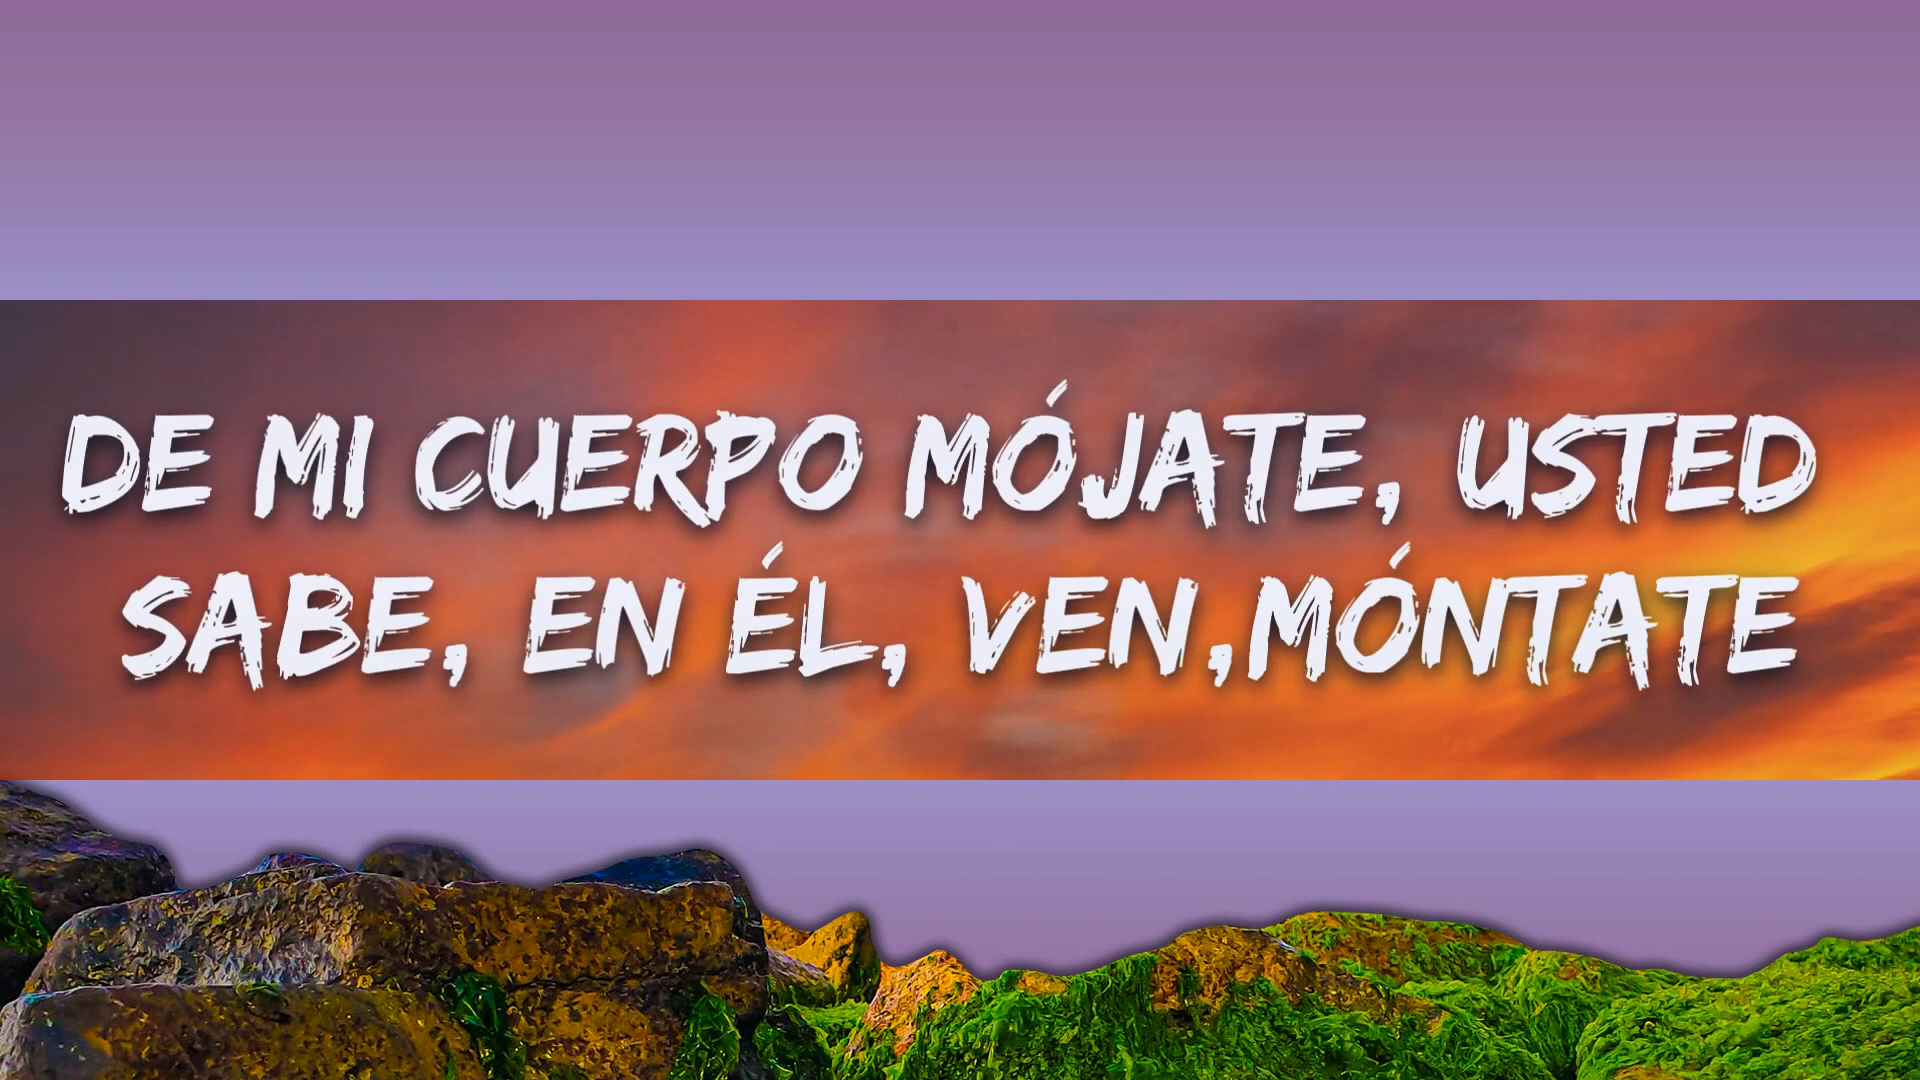 DE MI CUERPO MÓJATE, USTED
SABE, EN ÉL, VEN,MÓNTATE